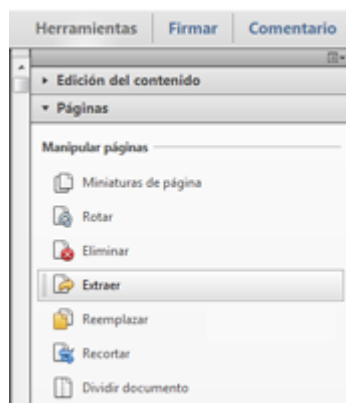 Herramientas Firmar Comentario
Edición del contenido
Páginas
Manipular páginas
Miniaturas de página
Rotar
Eliminar
Extraer
Reemplazar
Recortar
Dividir documento